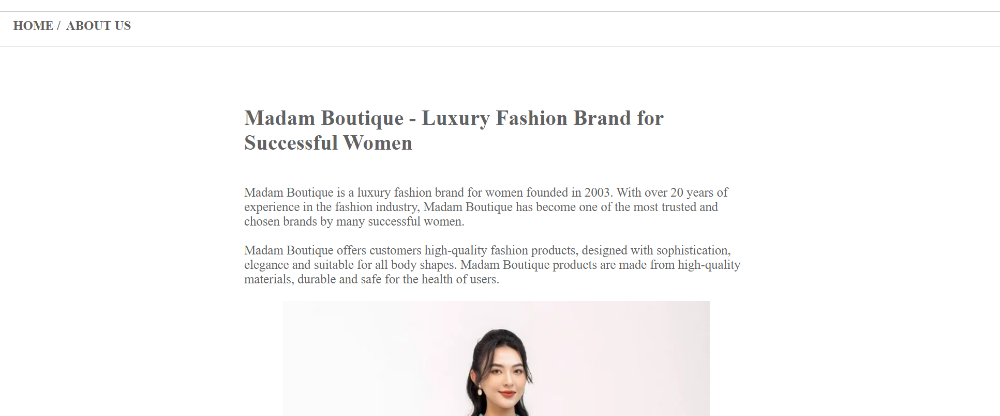 HOME / ABOUT US
Madam Boutique - Luxury Fashion Brand for
Successful Women
Madam Boutique is a luxury fashion brand for women founded in 2003. With over 20 years of
experience in the fashion industry, Madam Boutique has become one of the most trusted and
chosen brands by many successful women.
Madam Boutique offers customers high-quality fashion products, designed with sophistication,
elegance and suitable for all body shapes. Madam Boutique products are made from high-quality
materials, durable and safe for the health of users.